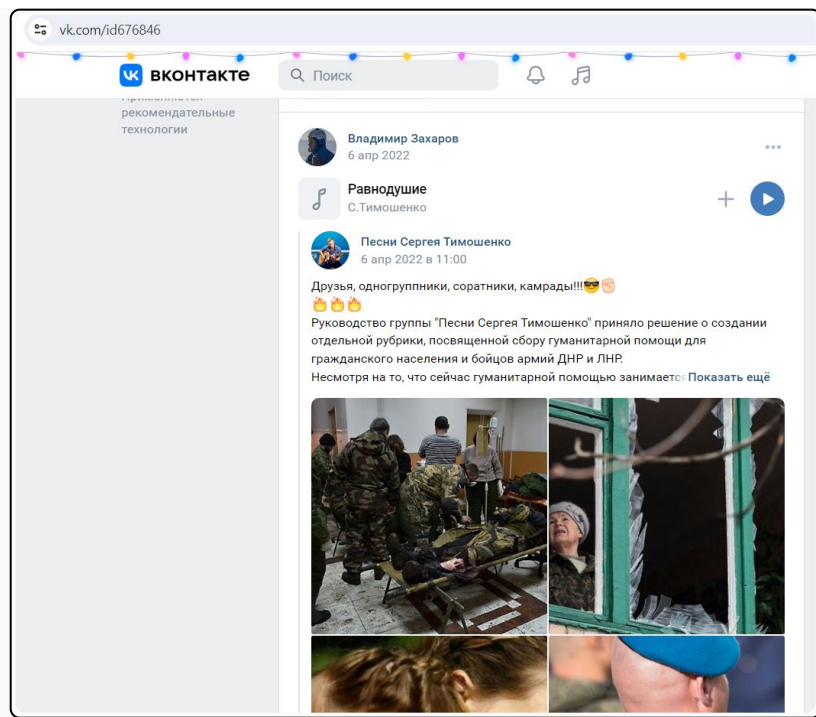 vk.com/id676846
вконтакте
Поиск
рекомендательные
технологии
Владимир Захаров
6 апр 2022
Равнодушие
С.Тимошенко
Песни Сергея Тимошенко
6 апр 2022 в 11:00
Друзья, одногруппники, соратники, камрады!!!😎✊🏻
🔥🔥🔥
Руководство группы "Песни Сергея Тимошенко" приняло решение о создании
отдельной рубрики, посвященной сбору гуманитарной помощи для
гражданского населения и бойцов армий ДНР и ЛНР.
Несмотря на то, что сейчас гуманитарной помощью занимаетс Показать ещё